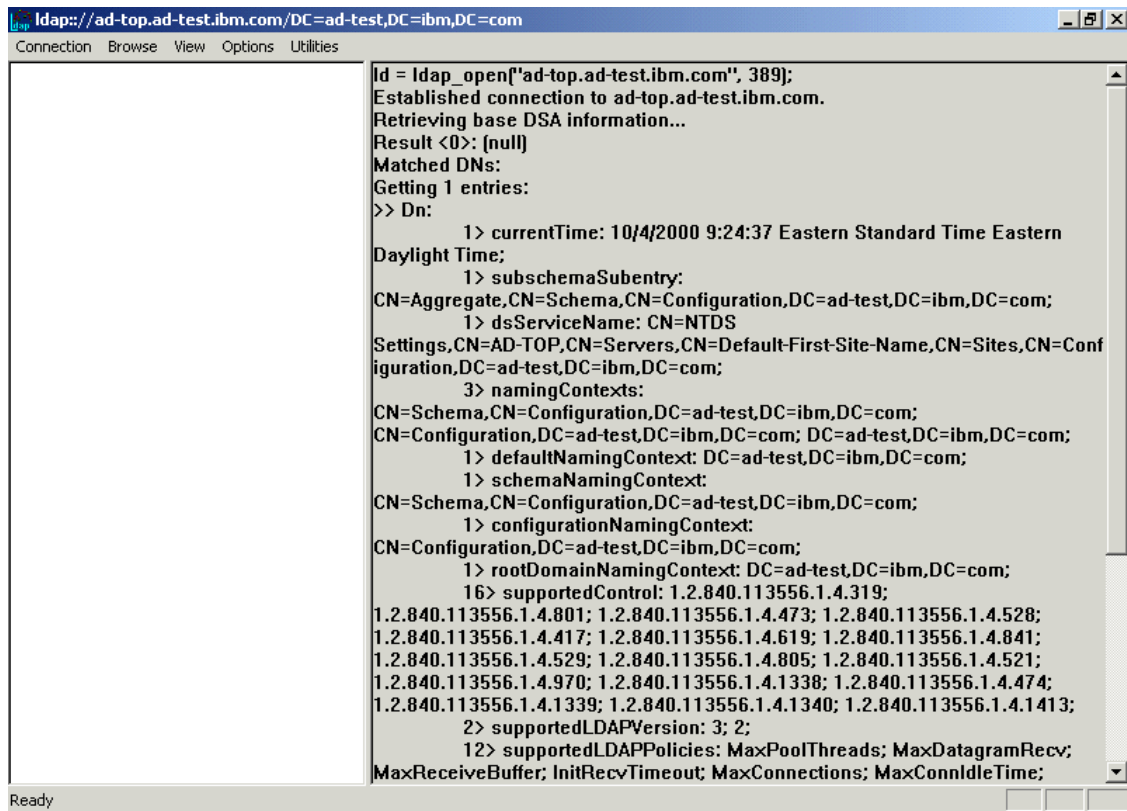 ldap://ad-top.ad-test.ibm.com/DC=ad-test,DC=ibm,DC=com
Connection Browse View Options Utilities
ld = ldap_open("ad-top.ad-test.ibm.com", 389);
Established connection to ad-top.ad-test.ibm.com.
Retrieving base DSA information...
Result <0>: (null)
Matched DNs:
Getting 1 entries:
>> Dn:
1> currentTime: 10/4/2000 9:24:37 Eastern Standard Time Eastern
Daylight Time;
1> subschemaSubentry:
CN=Aggregate,CN=Schema,CN=Configuration,DC=ad-test,DC=ibm,DC=com;
1> dsServiceName: CN=NTDS
Settings,CN=AD-TOP,CN=Servers,CN=Default-First-Site-Name,CN=Sites,CN=Conf
iguration,DC=ad-test,DC=ibm,DC=com;
3> namingContexts:
CN=Schema,CN=Configuration,DC=ad-test,DC=ibm,DC=com;
CN=Configuration,DC=ad-test,DC=ibm,DC=com; DC=ad-test,DC=ibm,DC=com;
1> defaultNamingContext: DC=ad-test,DC=ibm,DC=com;
1> schemaNamingContext:
CN=Schema,CN=Configuration,DC=ad-test,DC=ibm,DC=com;
1> configurationNamingContext:
CN=Configuration,DC=ad-test,DC=ibm,DC=com;
1> rootDomainNamingContext: DC=ad-test,DC=ibm,DC=com;
16> supportedControl: 1.2.840.113556.1.4.319;
1.2.840.113556.1.4.801; 1.2.840.113556.1.4.473; 1.2.840.113556.1.4.528;
1.2.840.113556.1.4.417; 1.2.840.113556.1.4.619; 1.2.840.113556.1.4.841;
1.2.840.113556.1.4.529; 1.2.840.113556.1.4.805; 1.2.840.113556.1.4.521;
1.2.840.113556.1.4.970; 1.2.840.113556.1.4.1338; 1.2.840.113556.1.4.474;
1.2.840.113556.1.4.1339; 1.2.840.113556.1.4.1340; 1.2.840.113556.1.4.1413;
2> supportedLDAPVersion: 3; 2;
12> supportedLDAPPolicies: MaxPoolThreads; MaxDatagramRecv;
MaxReceiveBuffer; InitRecvTimeout; MaxConnections; MaxConnIdleTime;
Ready